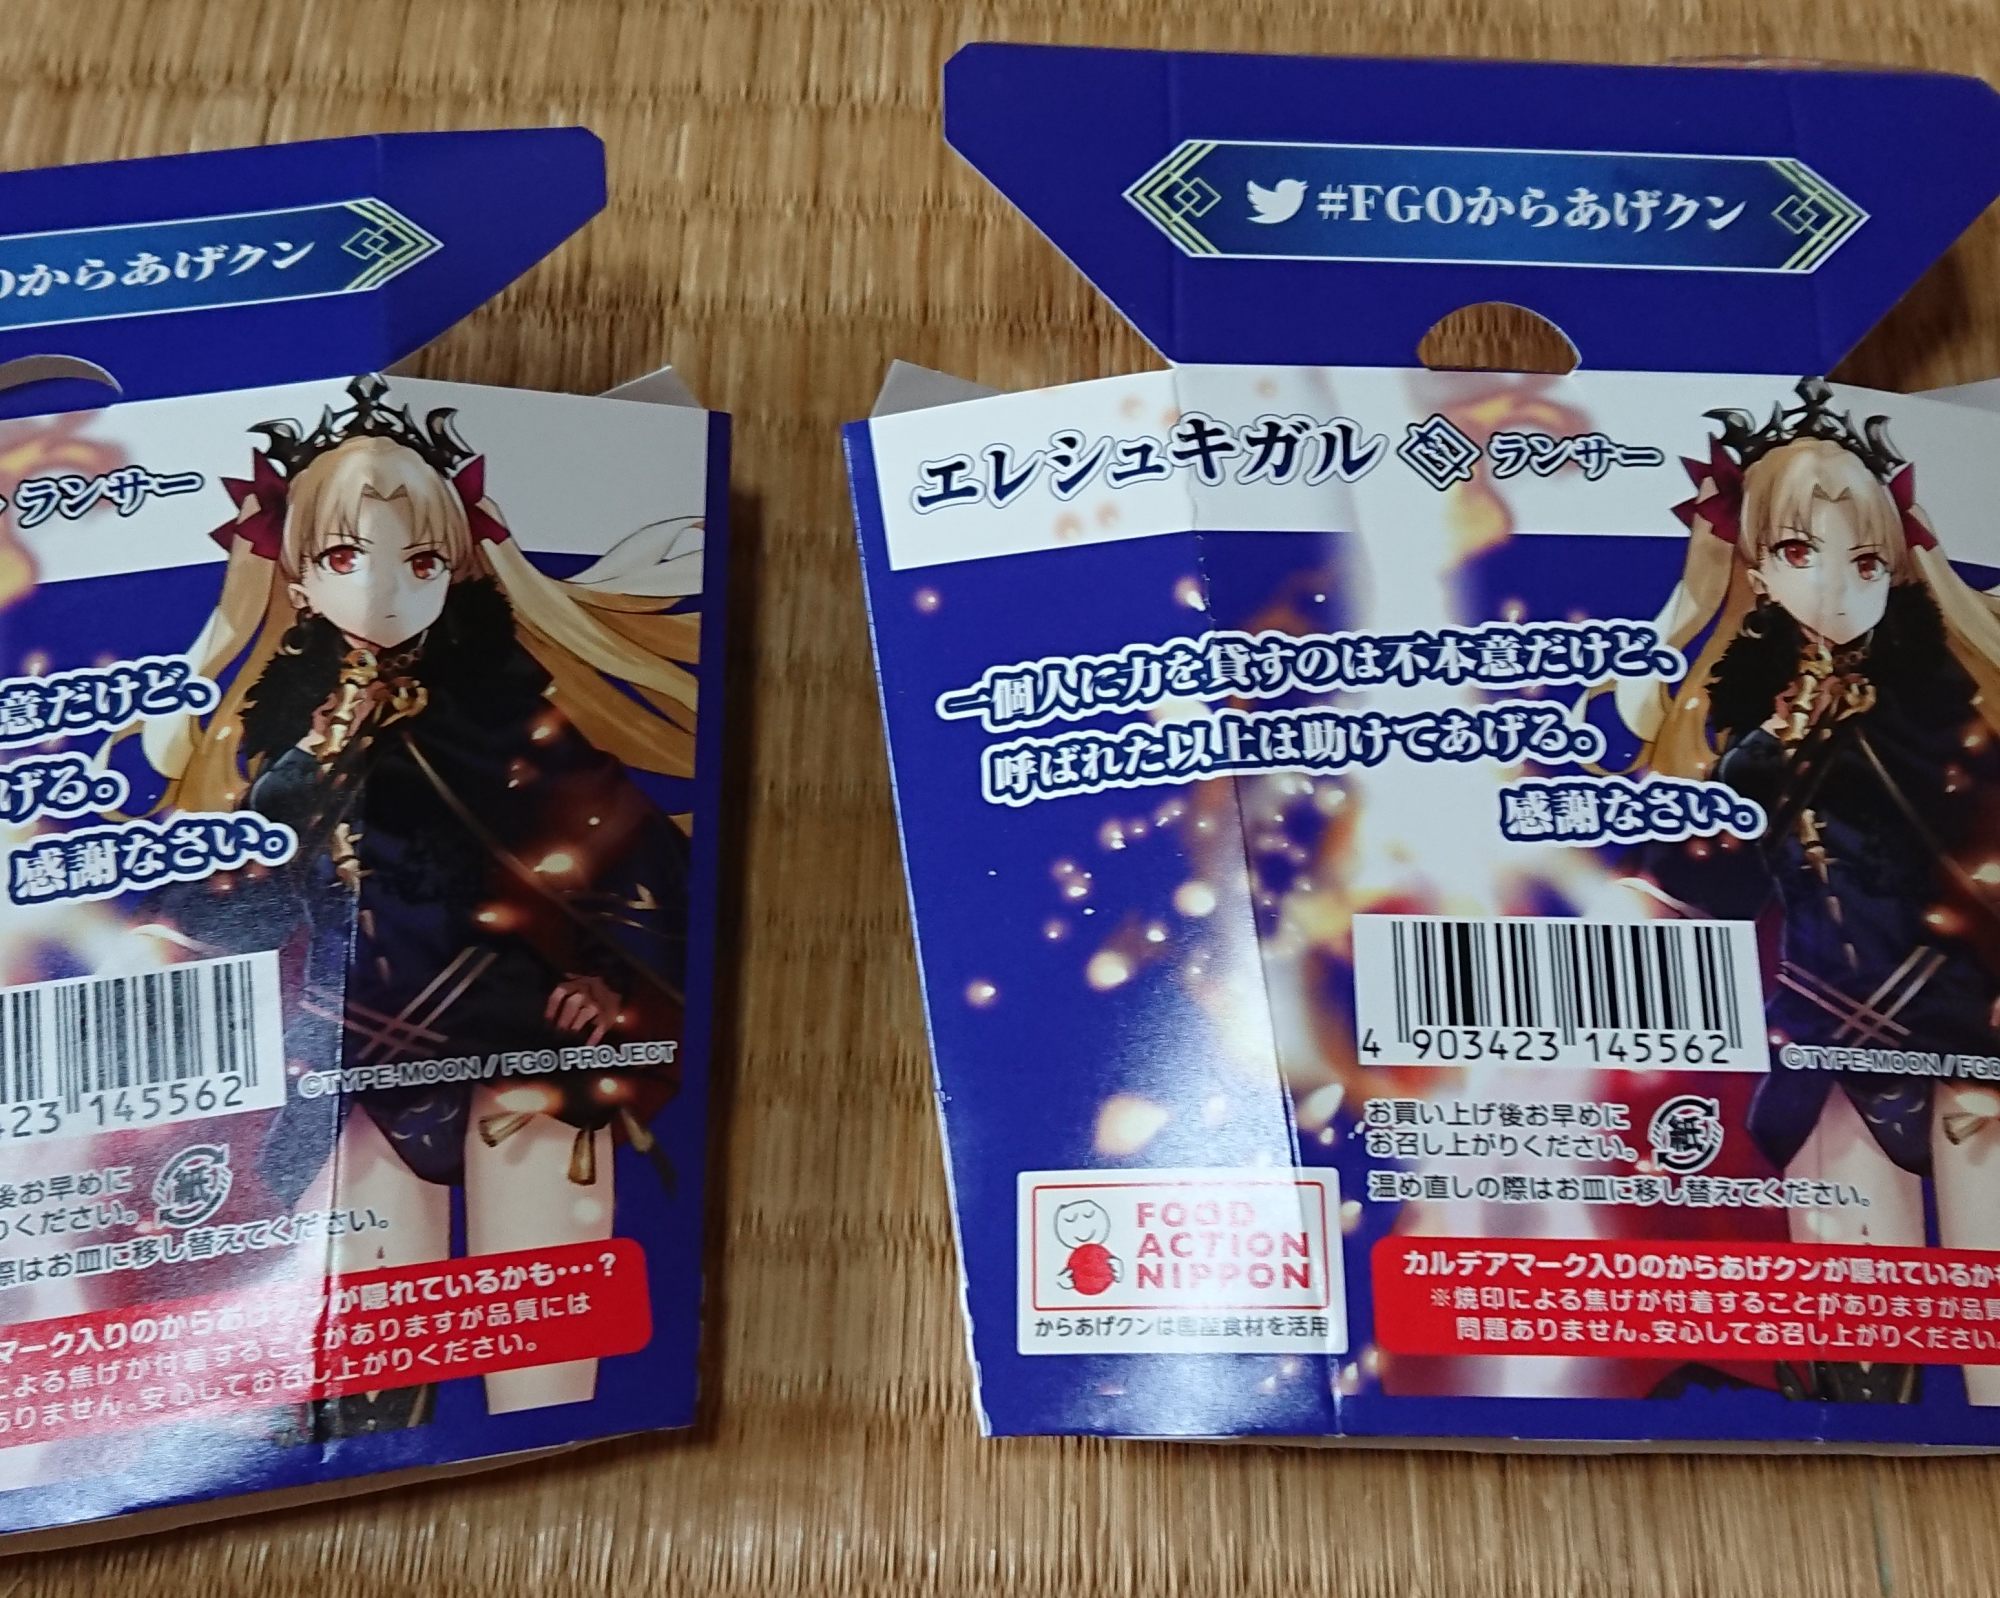 からあげクン
ランサー
意だけど、
げる。
感謝なさい。
©TYPE-MOON / FGO PROJECT
423 145562
後お早めに
りください。
紙
際はお皿に移し替えてください。
マーク入りのからあげクンが隠れているかも…？
による焦げが付着することがありますが品質には
ありません。安心してお召し上がりください。
#FGOからあげクン
エレシュキガル ランサー
一個人に力を貸すのは不本意だけど、
呼ばれた以上は助けてあげる。
感謝なさい。
4 903423 145562
©TYPE-MOON / FGO
お買い上げ後お早めに
お召し上がりください。
紙
温め直しの際はお皿に移し替えてください。
FOOD
ACTION
NIPPON
からあげクンは国産食材を活用
カルデアマーク入りのからあげクンが隠れているか
※焼印による焦げが付着することがありますが品質
問題ありません。安心してお召し上がりください。